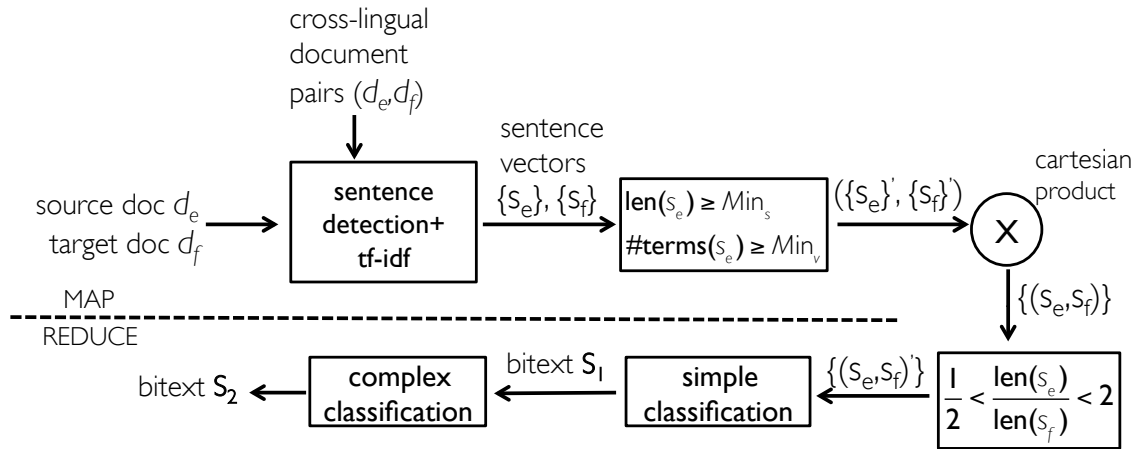 cross-lingual
document
pairs (d_e,d_f)
source doc d_e
target doc d_f
sentence
detection+
tf-idf
sentence
vectors
{S_e}, {S_f}
len(s_e) ≥ Min_s
#terms(s_e) ≥ Min_v
({S_e}', {S_f}')
cartesian
product
X
{(S_e,S_f)}
MAP
REDUCE
1/2 < len(s_e)/len(s_f) < 2
{(S_e,S_f)'}
simple
classification
bitext S_1
complex
classification
bitext S_2